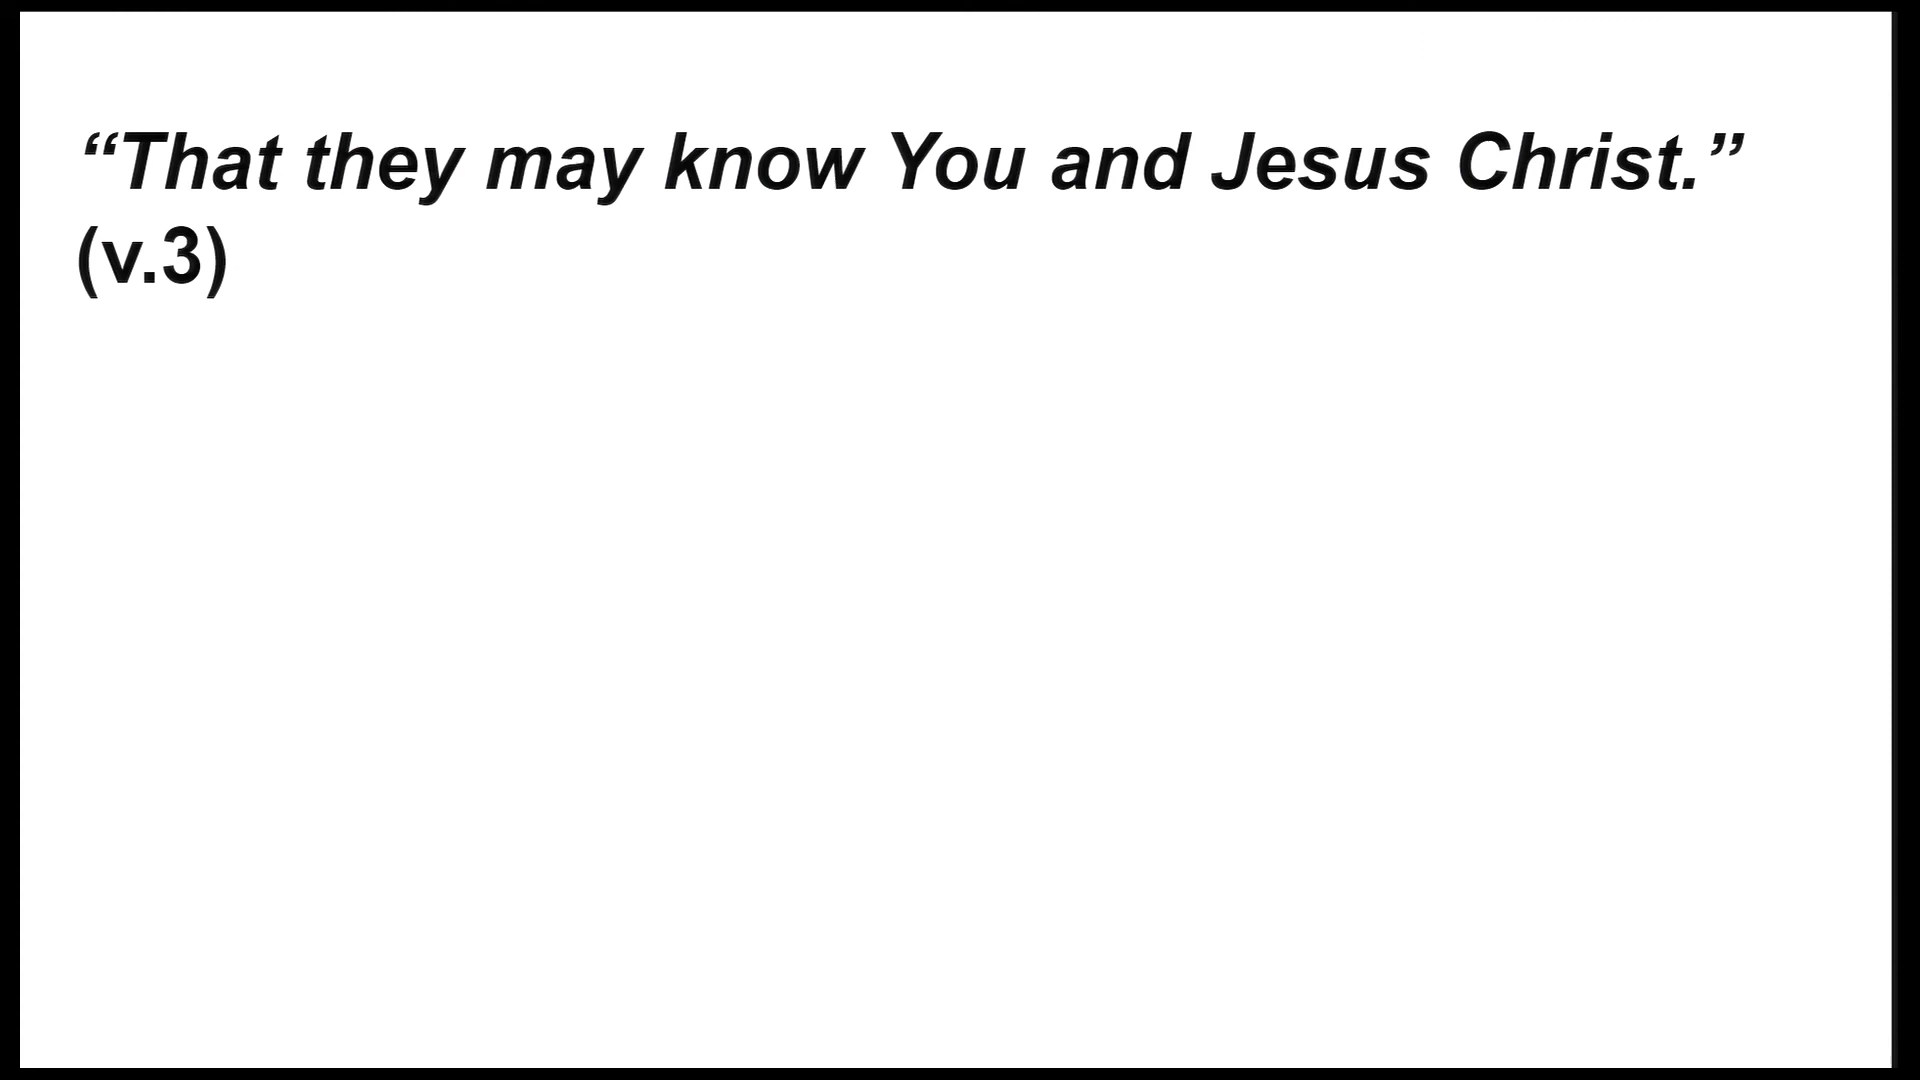 “That they may know You and Jesus Christ.”
(v.3)